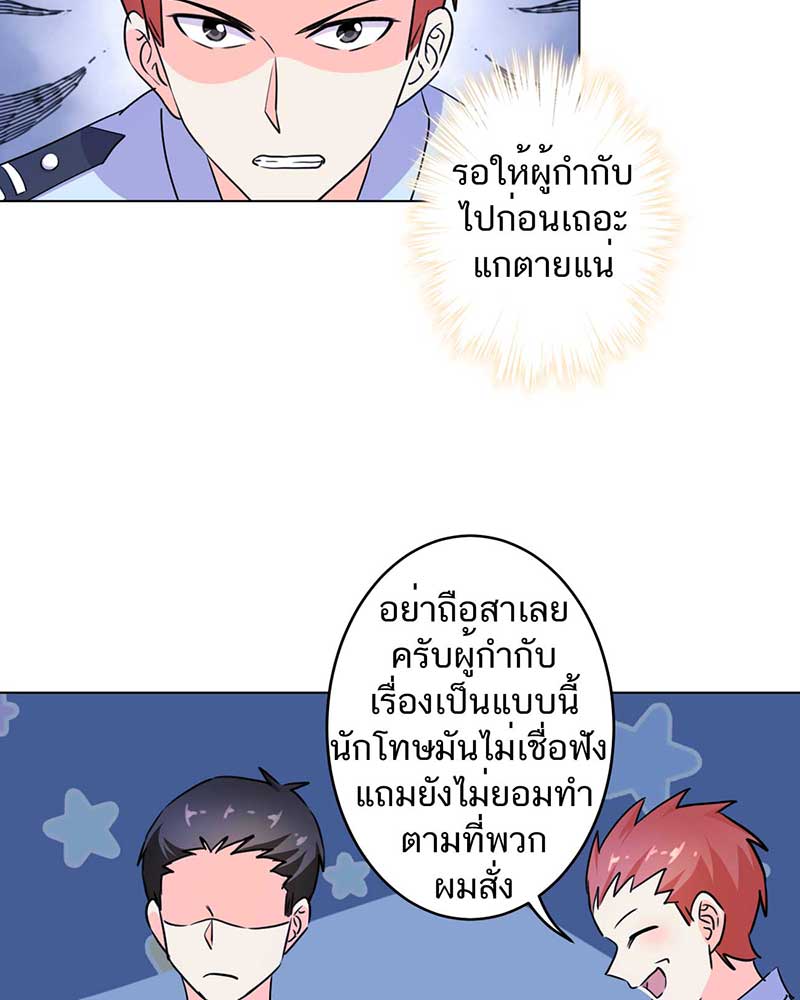 รอให้ผู้กำกับ
ไปก่อนเถอะ
แกตายแน่
อย่าถือสาเลย
ครับผู้กำกับ
เรื่องเป็นแบบนี้
นักโทษมันไม่เชื่อฟัง
แถมยังไม่ยอมทำ
ตามที่พวก
ผมสั่ง